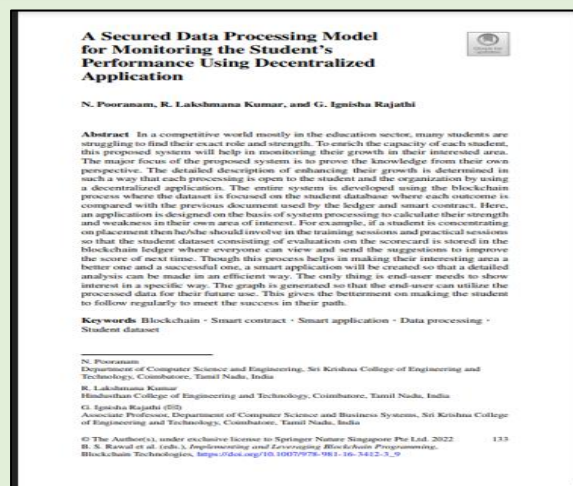 A Secured Data Processing Model
for Monitoring the Student's
Performance Using Decentralized
Application
N. Pooranam, R. Lakshmana Kumar, and G. Ignisha Rajathi
Abstract In a competitive world mostly in the education sector, many students are
struggling to find their exact role and strength. To enrich the capacity of each student,
this proposed system will help in monitoring their growth in their interested area.
The major focus of the proposed system is to prove the knowledge from their own
perspective. The detailed description of enhancing their growth is determined in
such a way that each processing is open to the student and the organization by using
a decentralized application. The entire system is developed using the blockchain
process where the dataset is focused on the student database where each outcome is
compared with the previous document used by the ledger and smart contract. Here,
an application is designed on the basis of system processing to calculate their strength
and weakness in their own area of interest. For example, if a student is concentrating
on placement then he/she should involve in the training sessions and practical sessions
so that the student dataset consisting of evaluation on the scorecard is stored in the
blockchain ledger where everyone can view and send the suggestions to improve
the score of next time. Though this process helps in making their interesting area a
better one and a successful one, a smart application will be created so that a detailed
analysis can be made in an efficient way. The only thing is end-user needs to show
interest in a specific way. The graph is generated so that the end-user can utilize the
processed data for their future use. This gives the betterment on making the student
to follow regularly to meet the success in their path.
Keywords Blockchain · Smart contract · Smart application · Data processing ·
Student dataset
N. Pooranam
Department of Computer Science and Engineering, Sri Krishna College of Engineering and
Technology, Coimbatore, Tamil Nadu, India
R. Lakshmana Kumar
Hindusthan College of Engineering and Technology, Coimbatore, Tamil Nadu, India
G. Ignisha Rajathi (✉)
Associate Professor, Department of Computer Science and Business Systems, Sri Krishna College
of Engineering and Technology, Coimbatore, Tamil Nadu, India
© The Author(s), under exclusive license to Springer Nature Singapore Pte Ltd. 2022 133
B. S. Rawal et al. (eds.), Implementing and Leveraging Blockchain Programming,
Blockchain Technologies, https://doi.org/10.1007/978-981-16-3412-3_9